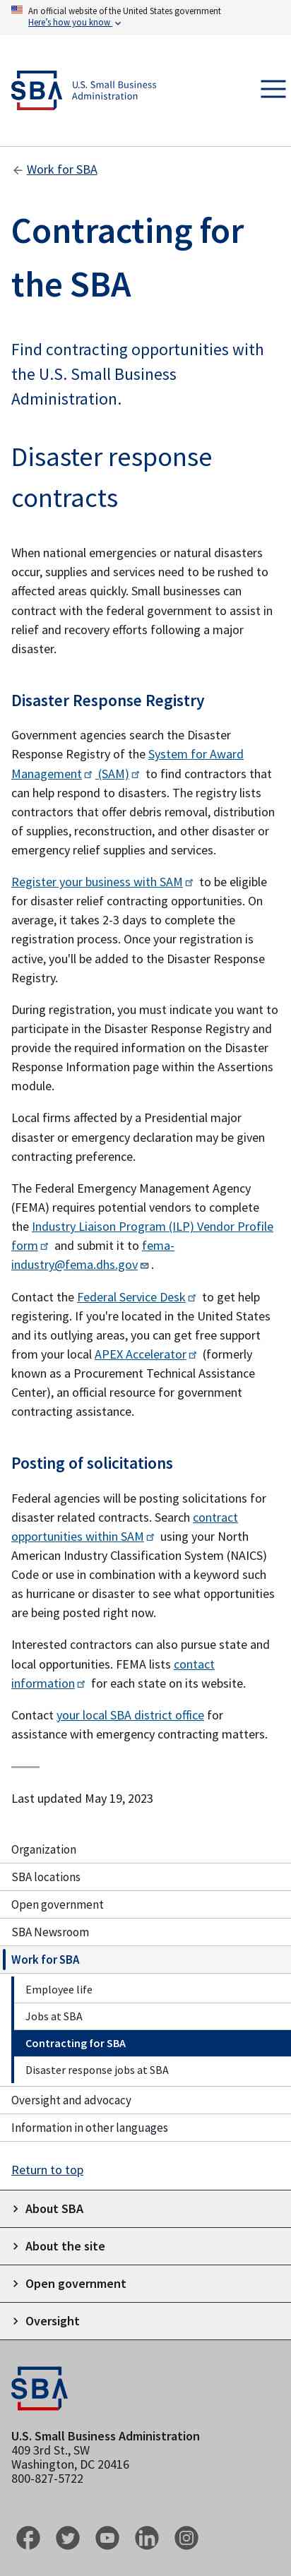 An official website of the United States government
Here's how you know
SBA
U.S. Small Business
Administration
Work for SBA
Contracting for
the SBA
Find contracting opportunities with
the U.S. Small Business
Administration.
Disaster response
contracts
When national emergencies or natural disasters
occur, supplies and services need to be rushed to
affected areas quickly. Small businesses can
contract with the federal government to assist in
relief and recovery efforts following a major
disaster.
Disaster Response Registry
Government agencies search the Disaster
Response Registry of the System for Award
Management (SAM) to find contractors that
can help respond to disasters. The registry lists
contractors that offer debris removal, distribution
of supplies, reconstruction, and other disaster or
emergency relief supplies and services.
Register your business with SAM to be eligible
for disaster relief contracting opportunities. On
average, it takes 2-3 days to complete the
registration process. Once your registration is
active, you'll be added to the Disaster Response
Registry.
During registration, you must indicate you want to
participate in the Disaster Response Registry and
provide the required information on the Disaster
Response Information page within the Assertions
module.
Local firms affected by a Presidential major
disaster or emergency declaration may be given
contracting preference.
The Federal Emergency Management Agency
(FEMA) requires potential vendors to complete
the Industry Liaison Program (ILP) Vendor Profile
form and submit it to fema-
industry@fema.dhs.gov .
Contact the Federal Service Desk to get help
registering. If you're located in the United States
and its outlying areas, you can get free support
from your local APEX Accelerator (formerly
known as a Procurement Technical Assistance
Center), an official resource for government
contracting assistance.
Posting of solicitations
Federal agencies will be posting solicitations for
disaster related contracts. Search contract
opportunities within SAM using your North
American Industry Classification System (NAICS)
Code or use in combination with a keyword such
as hurricane or disaster to see what opportunities
are being posted right now.
Interested contractors can also pursue state and
local opportunities. FEMA lists contact
information for each state on its website.
Contact your local SBA district office for
assistance with emergency contracting matters.
Last updated May 19, 2023
Organization
SBA locations
Open government
SBA Newsroom
Work for SBA
Employee life
Jobs at SBA
Contracting for SBA
Disaster response jobs at SBA
Oversight and advocacy
Information in other languages
Return to top
About SBA
About the site
Open government
Oversight
SBA
U.S. Small Business Administration
409 3rd St., SW
Washington, DC 20416
800-827-5722